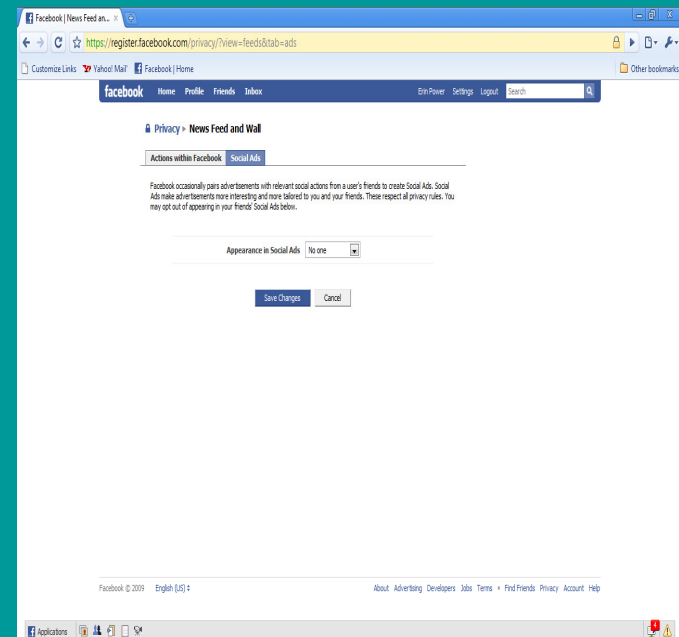 Facebook | News Feed an...
https://register.facebook.com/privacy/?view=feeds&tab=ads
Customize Links Yahoo! Mail Facebook | Home Other bookmarks
facebook Home Profile Friends Inbox Erin Power Settings Logout Search
Privacy ▸ News Feed and Wall
Actions within Facebook Social Ads
Facebook occasionally pairs advertisements with relevant social actions from a user's friends to create Social Ads. Social
Ads make advertisements more interesting and more tailored to you and your friends. These respect all privacy rules. You
may opt out of appearing in your friends' Social Ads below.
Appearance in Social Ads No one
Save Changes Cancel
Facebook © 2009 English (US) About Advertising Developers Jobs Terms • Find Friends Privacy Account Help
Applications 4